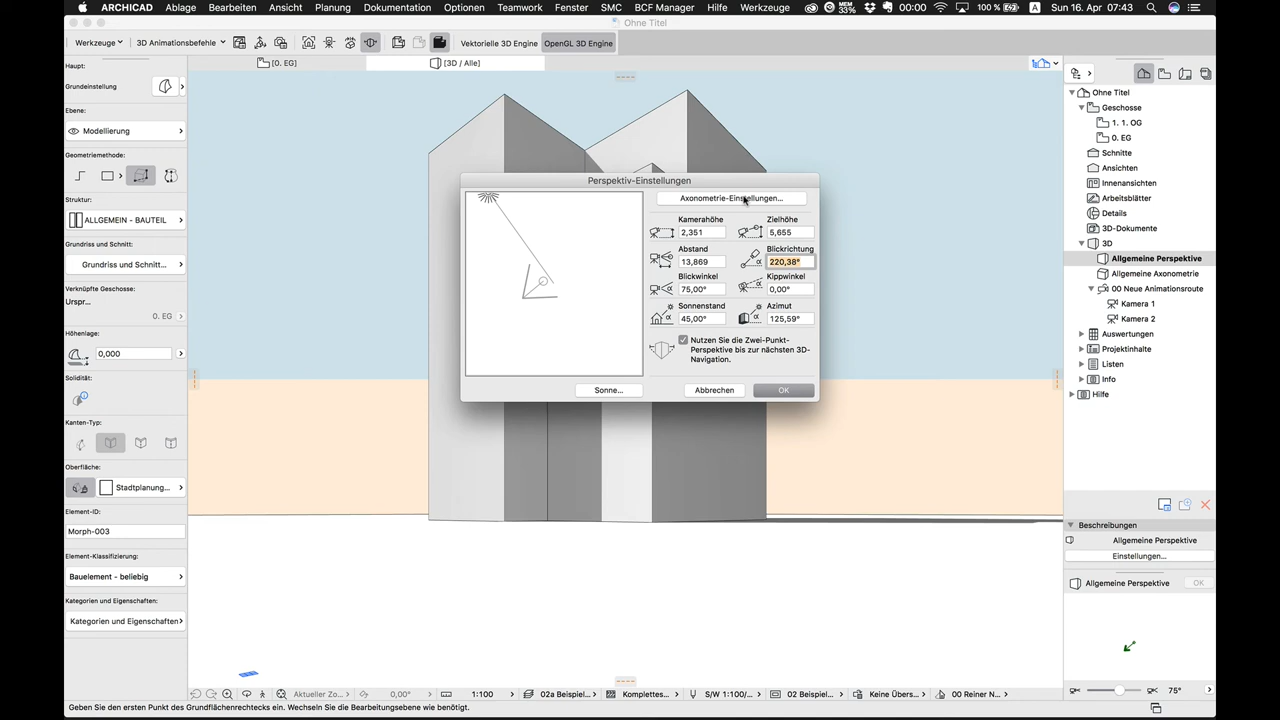 ARCHICAD Ablage Bearbeiten Ansicht Planung Dokumentation Optionen Teamwork Fenster SMC BCF Manager Hilfe Werkzeuge 00:00 MEM 33% 100 % Sun 16. Apr 07:43
Ohne Titel
Werkzeuge 3D Animationsbefehle Vektorielle 3D Engine OpenGL 3D Engine
[0. EG] [3D / Alle]
Haupt:
Grundeinstellung
Ebene:
Modellierung
Geometriemethode:
Struktur:
ALLGEMEIN - BAUTEIL
Grundriss und Schnitt:
Grundriss und Schnitt...
Verknüpfte Geschosse:
Urspr...
0. EG
Höhenlage:
0,000
Solidität:
Kanten-Typ:
Oberfläche:
Stadtplanung...
Element-ID:
Morph-003
Element-Klassifizierung:
Bauelement - beliebig
Kategorien und Eigenschaften:
Kategorien und Eigenschaften
Perspektiv-Einstellungen
Axonometrie-Einstellungen...
Kamerahöhe Zielhöhe
2,351 5,655
Abstand Blickrichtung
13,869 220,38°
Blickwinkel Kippwinkel
75,00° 0,00°
Sonnenstand Azimut
45,00° 125,59°
Nutzen Sie die Zwei-Punkt-
Perspektive bis zur nächsten 3D-
Navigation.
Sonne... Abbrechen OK
Ohne Titel
Geschosse
1. 1. OG
0. EG
Schnitte
Ansichten
Innenansichten
Arbeitsblätter
Details
3D-Dokumente
3D
Allgemeine Perspektive
Allgemeine Axonometrie
00 Neue Animationsroute
Kamera 1
Kamera 2
Auswertungen
Projektinhalte
Listen
Info
Hilfe
Beschreibungen
Allgemeine Perspektive
Einstellungen...
Allgemeine Perspektive OK
75°
Aktueller Zo... 0,00° 1:100 02a Beispiel... Komplettes... S/W 1:100/... 02 Beispiel... Keine Übers... 00 Reiner N...
Geben Sie den ersten Punkt des Grundflächenrechtecks ein. Wechseln Sie die Bearbeitungsebene wie benötigt.